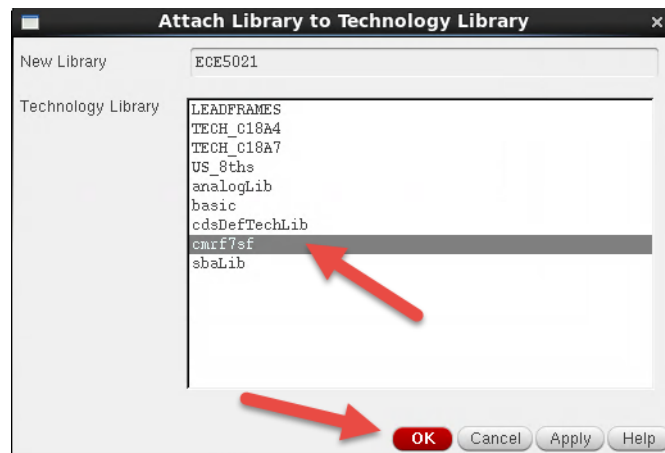 Attach Library to Technology Library
New Library ECE5021
Technology Library
LEADFRAMES
TECH_C18A4
TECH_C18A7
US_8ths
analogLib
basic
cdsDefTechLib
cmrf7sf
sbaLib
OK Cancel Apply Help